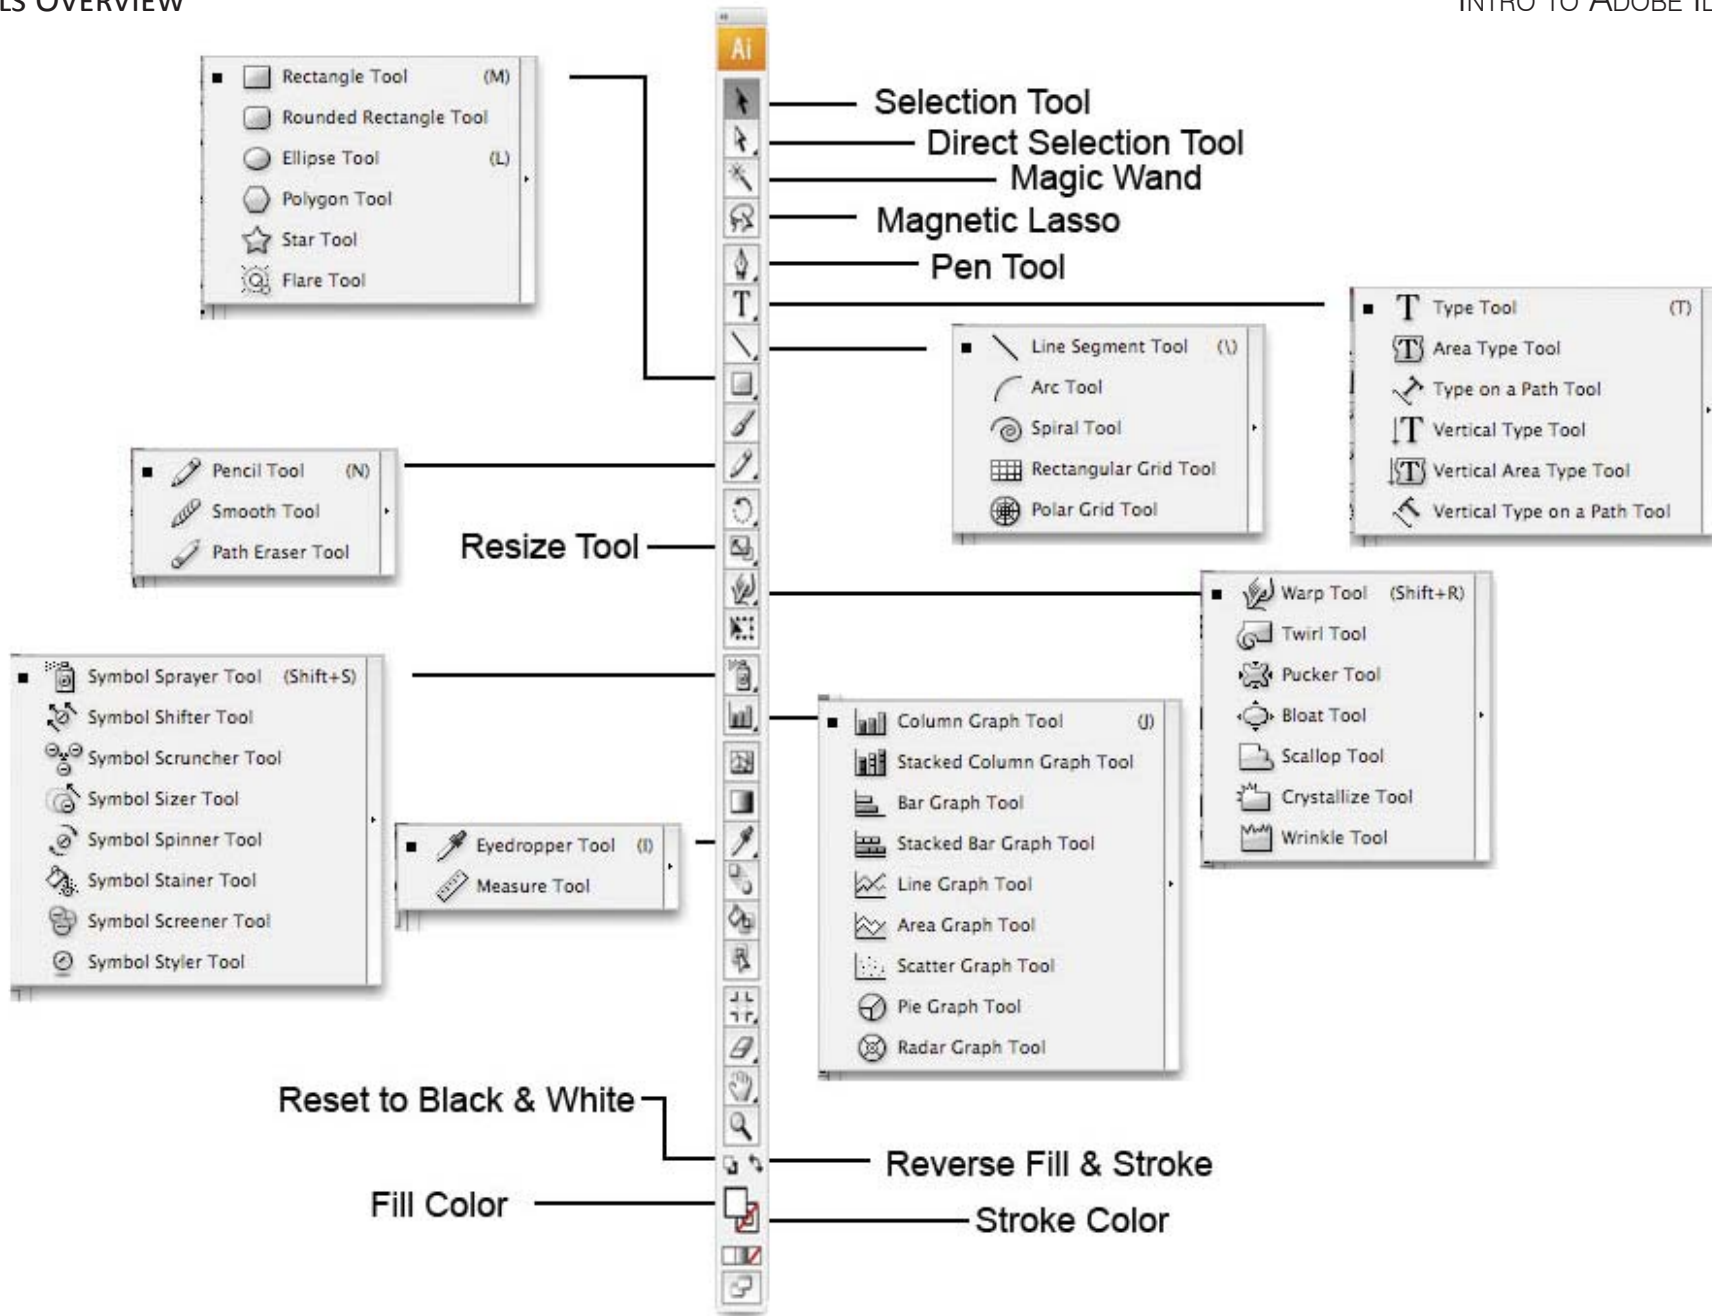 LS OVERVIEW
INTRO TO ADOBE IL
Ai
Rectangle Tool (M)
Rounded Rectangle Tool
Ellipse Tool (L)
Polygon Tool
Star Tool
Flare Tool
Selection Tool
Direct Selection Tool
Magic Wand
Magnetic Lasso
Pen Tool
Type Tool (T)
Area Type Tool
Type on a Path Tool
Vertical Type Tool
Vertical Area Type Tool
Vertical Type on a Path Tool
Line Segment Tool (\)
Arc Tool
Spiral Tool
Rectangular Grid Tool
Polar Grid Tool
Pencil Tool (N)
Smooth Tool
Path Eraser Tool
Resize Tool
Warp Tool (Shift+R)
Twirl Tool
Pucker Tool
Bloat Tool
Scallop Tool
Crystallize Tool
Wrinkle Tool
Symbol Sprayer Tool (Shift+S)
Symbol Shifter Tool
Symbol Scruncher Tool
Symbol Sizer Tool
Symbol Spinner Tool
Symbol Stainer Tool
Symbol Screener Tool
Symbol Styler Tool
Column Graph Tool (J)
Stacked Column Graph Tool
Bar Graph Tool
Stacked Bar Graph Tool
Line Graph Tool
Area Graph Tool
Scatter Graph Tool
Pie Graph Tool
Radar Graph Tool
Eyedropper Tool (I)
Measure Tool
Reset to Black & White
Reverse Fill & Stroke
Fill Color
Stroke Color